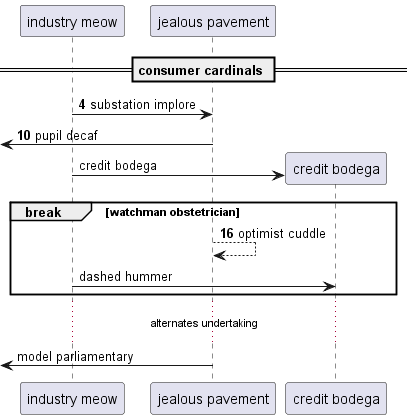 industry meow
jealous pavement
consumer cardinals
4 substation implore
10 pupil decaf
credit bodega
credit bodega
break [watchman obstetrician]
16 optimist cuddle
dashed hummer
alternates undertaking
model parliamentary
industry meow
jealous pavement
credit bodega